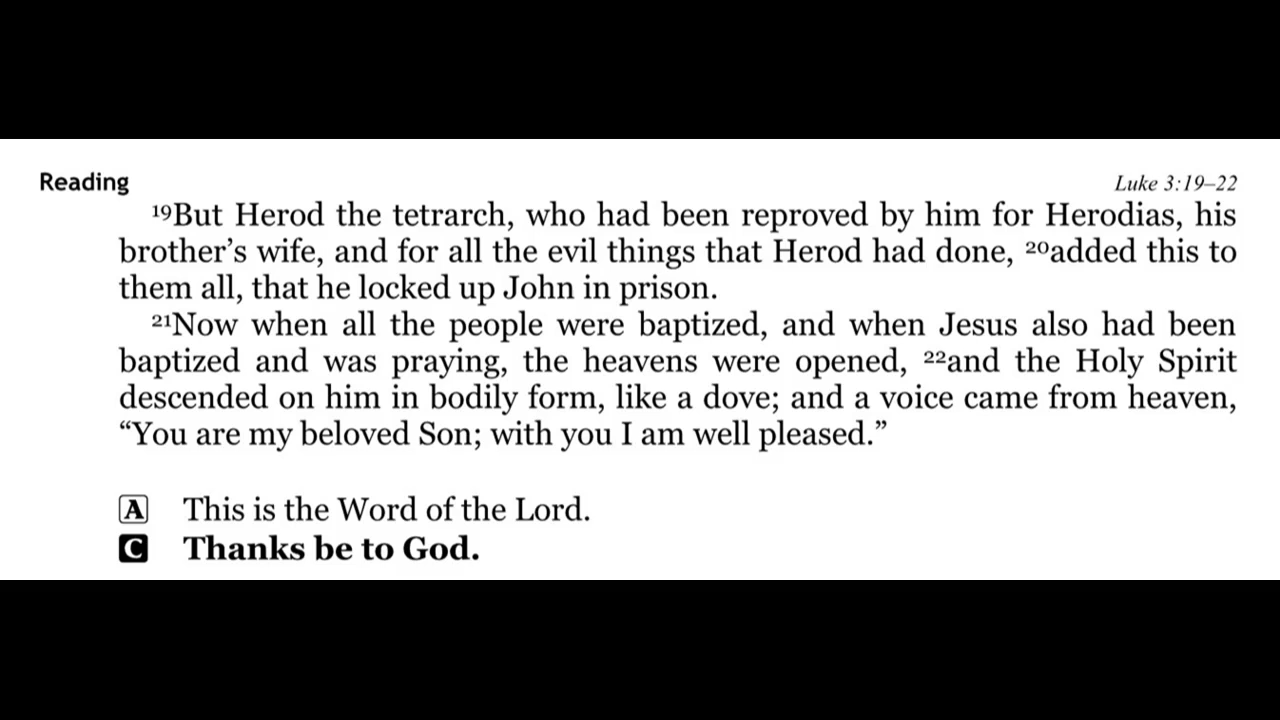 Reading Luke 3:19–22
¹⁹But Herod the tetrarch, who had been reproved by him for Herodias, his
brother’s wife, and for all the evil things that Herod had done, ²⁰added this to
them all, that he locked up John in prison.
²¹Now when all the people were baptized, and when Jesus also had been
baptized and was praying, the heavens were opened, ²²and the Holy Spirit
descended on him in bodily form, like a dove; and a voice came from heaven,
“You are my beloved Son; with you I am well pleased.”
A This is the Word of the Lord.
C Thanks be to God.